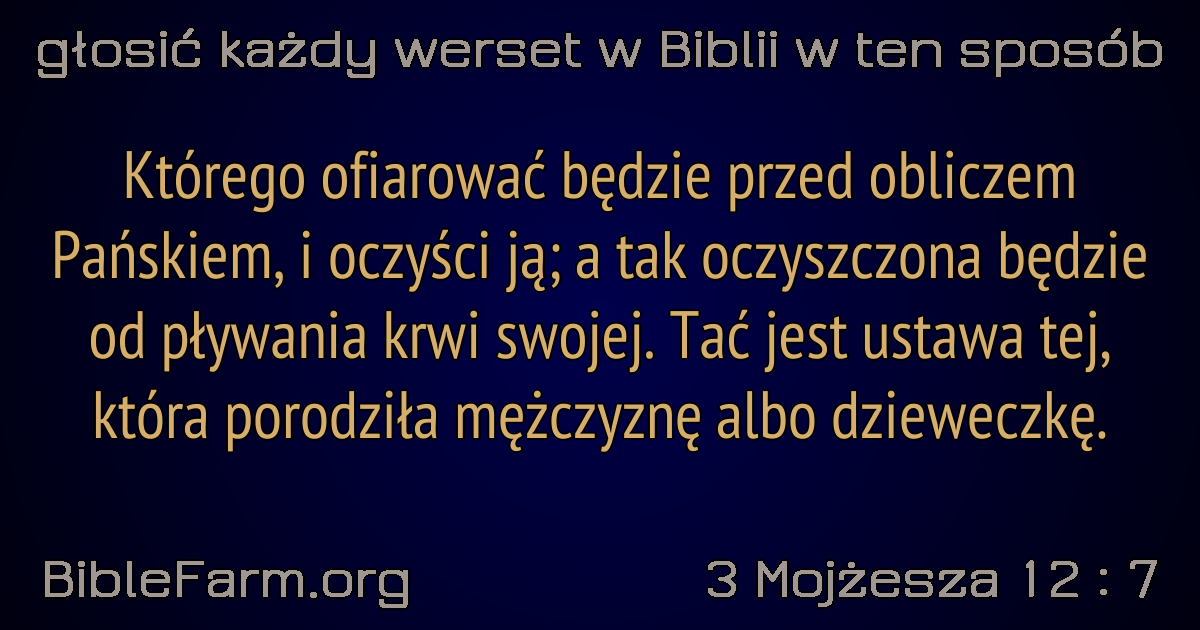 głosić każdy werset w Biblii w ten sposób
Którego ofiarować będzie przed obliczem
Pańskiem, i oczyści ją; a tak oczyszczona będzie
od pływania krwi swojej. Tać jest ustawa tej,
która porodziła mężczyznę albo dzieweczkę.
BibleFarm.org
3 Mojżesza 12 : 7